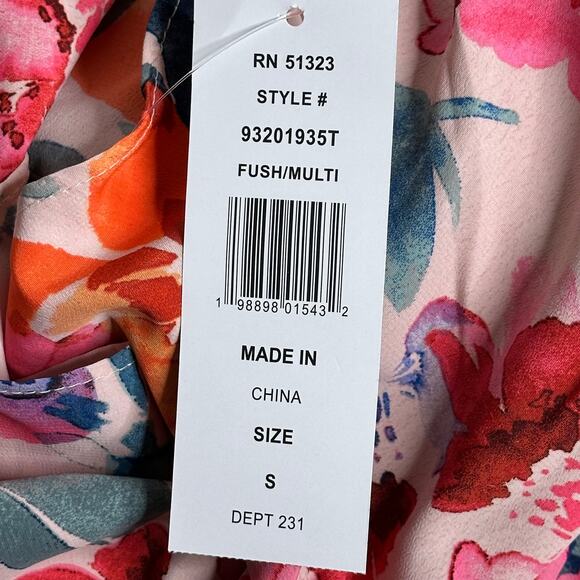 RN 51323
STYLE #
93201935T
FUSH/MULTI
1 98898 01543 2
MADE IN
CHINA
SIZE
S
DEPT 231